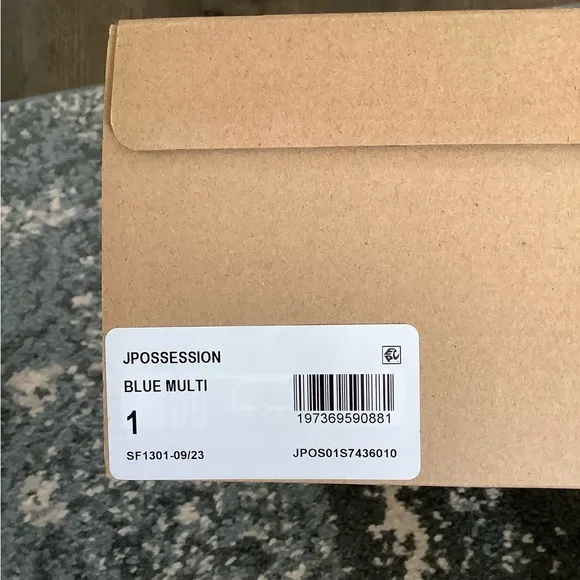 JPOSSESSION
BLUE MULTI
1
197369590881
SF1301-09/23
JPOS01S7436010